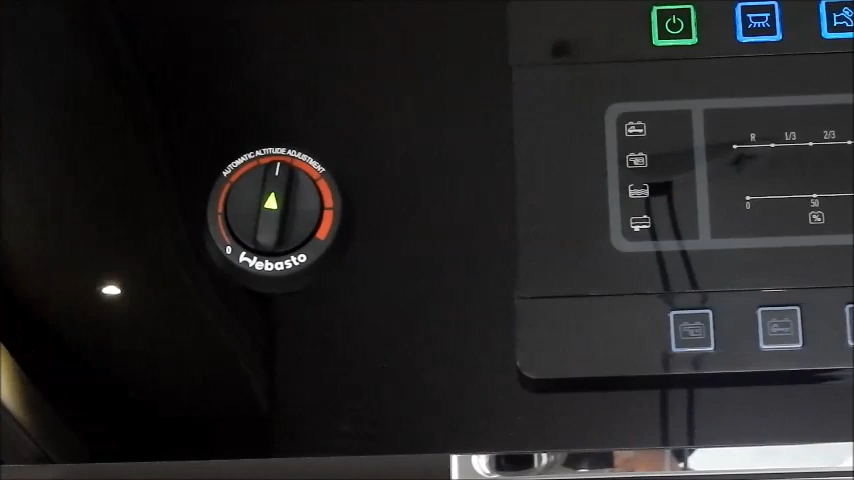 AUTOMATIC ALTITUDE ADJUSTMENT
0
Webasto
R 1/3 2/3
0 50
%